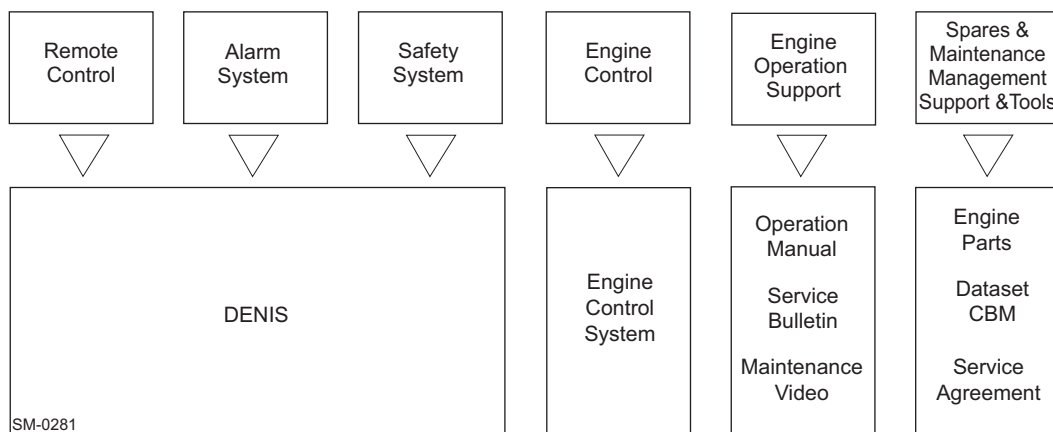 Remote
Control
Alarm
System
Safety
System
Engine
Control
Engine
Operation
Support
Spares &
Maintenance
Management
Support &Tools
DENIS
Engine
Control
System
Operation
Manual
Service
Bulletin
Maintenance
Video
Engine
Parts
Dataset
CBM
Service
Agreement
SM-0281